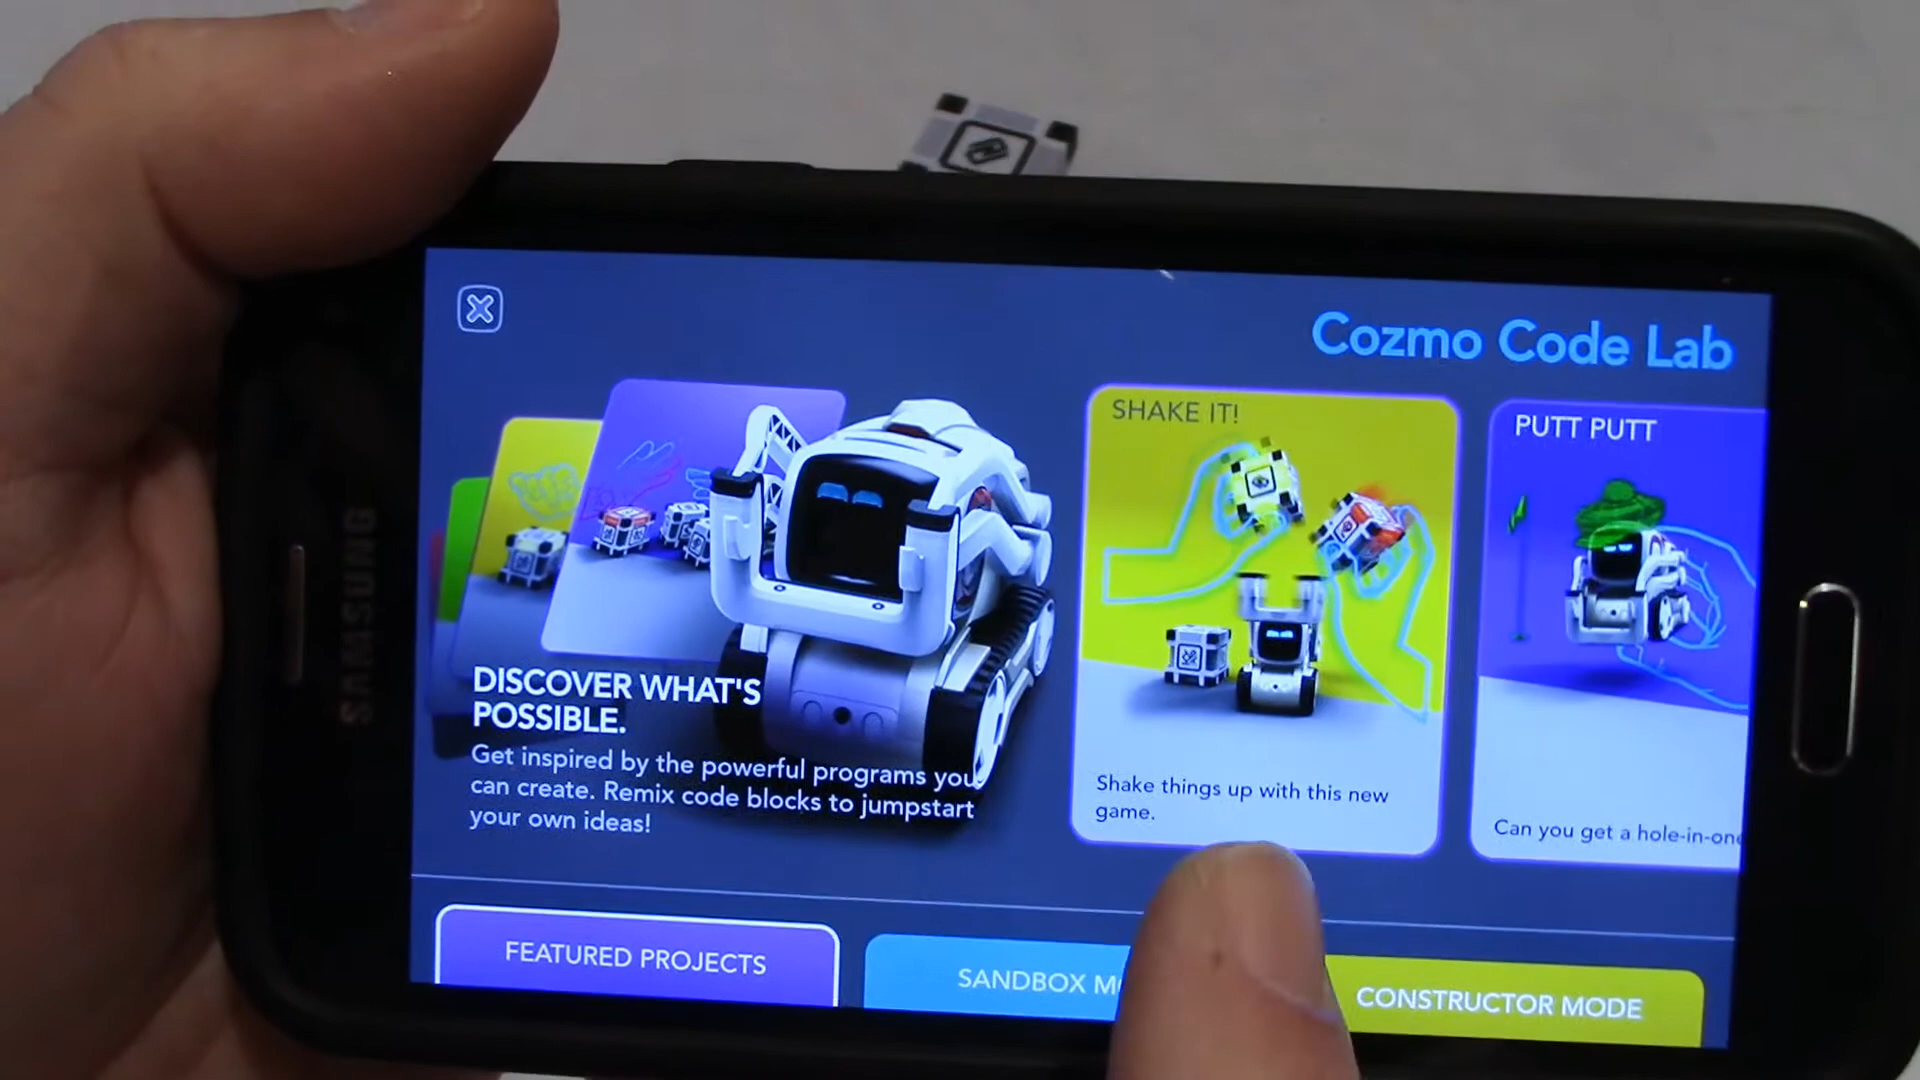 SAMSUNG
Cozmo Code Lab
DISCOVER WHAT'S
POSSIBLE.
Get inspired by the powerful programs you
can create. Remix code blocks to jumpstart
your own ideas!
SHAKE IT!
Shake things up with this new
game.
PUTT PUTT
Can you get a hole-in-one
FEATURED PROJECTS
SANDBOX
CONSTRUCTOR MODE